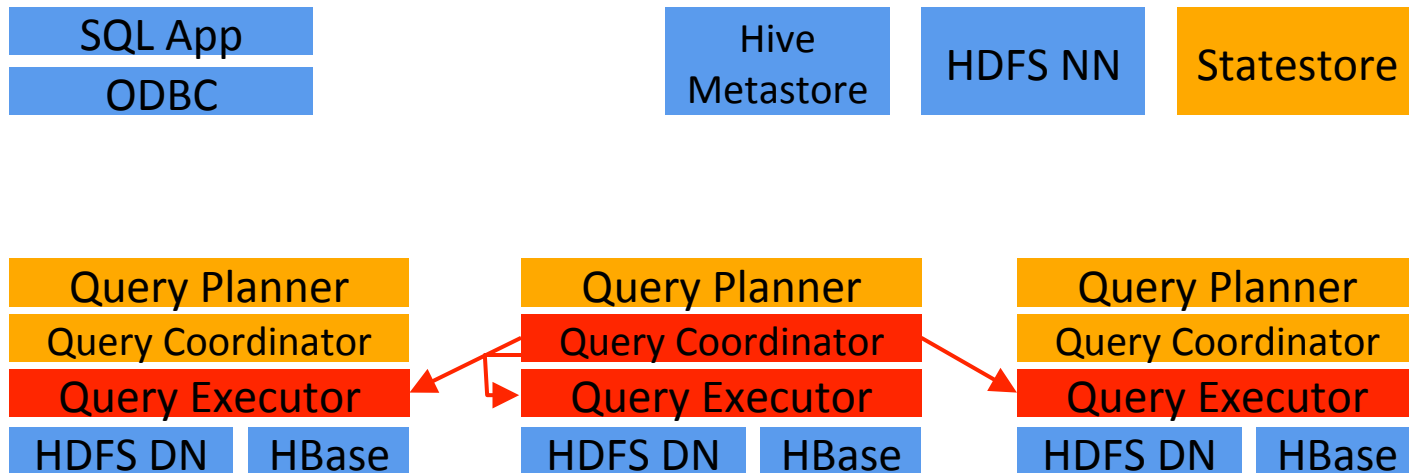 SQL App
ODBC
Hive
Metastore
HDFS NN
Statestore
Query Planner
Query Coordinator
Query Executor
HDFS DN
HBase
Query Planner
Query Coordinator
Query Executor
HDFS DN
HBase
Query Planner
Query Coordinator
Query Executor
HDFS DN
HBase